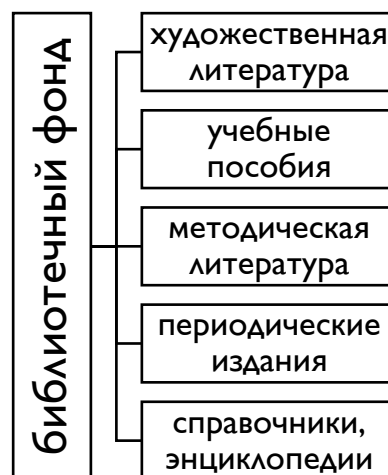 библиотечный фонд
художественная
литература
учебные
пособия
методическая
литература
периодические
издания
справочники,
энциклопедии